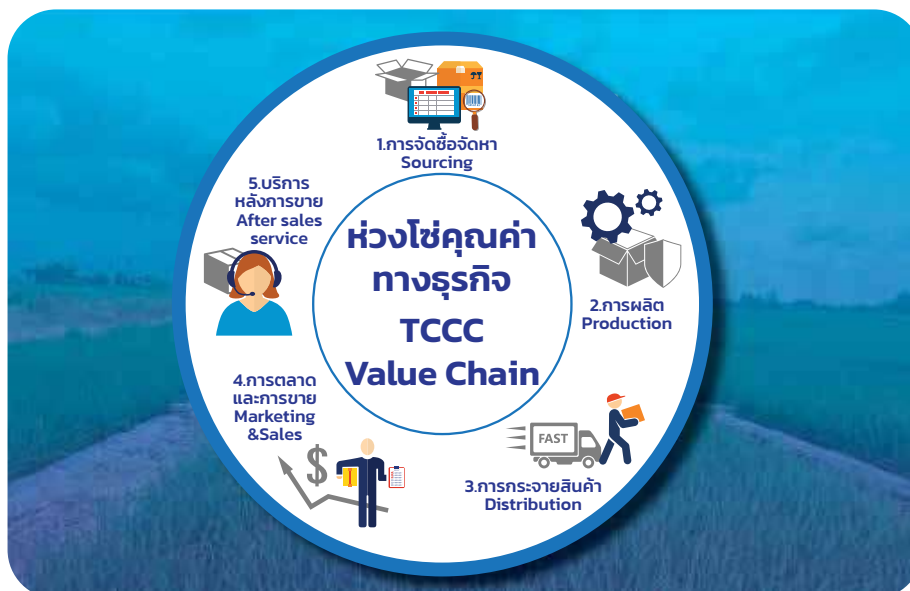 1.การจัดซื้อจัดหา
Sourcing
2.การผลิต
Production
FAST
3.การกระจายสินค้า
Distribution
4.การตลาด
และการขาย
Marketing
&Sales
$
5.บริการ
หลังการขาย
After sales
service
ห่วงโซ่คุณค่า
ทางธุรกิจ
TCCC
Value Chain